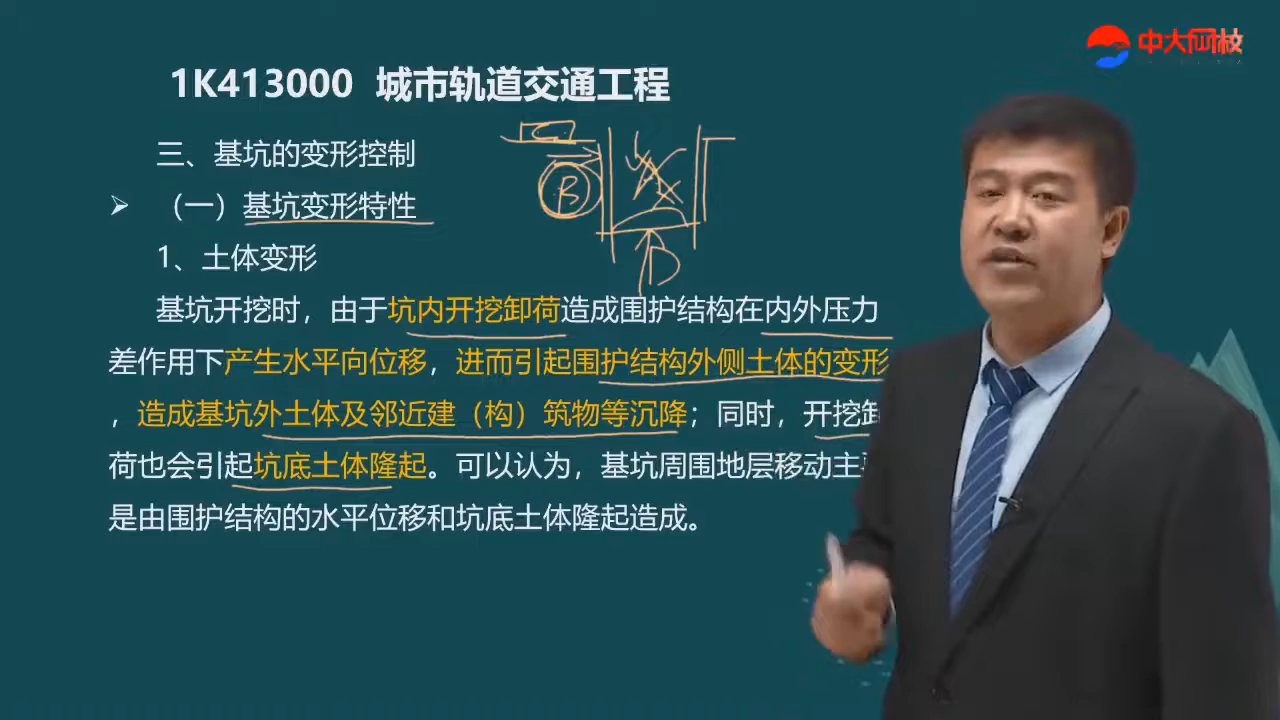 中大网校
1K413000 城市轨道交通工程
三、基坑的变形控制
（一）基坑变形特性
1、土体变形
基坑开挖时，由于坑内开挖卸荷造成围护结构在内外压力
差作用下产生水平向位移，进而引起围护结构外侧土体的变形
，造成基坑外土体及邻近建（构）筑物等沉降；同时，开挖卸
荷也会引起坑底土体隆起。可以认为，基坑周围地层移动主
是由围护结构的水平位移和坑底土体隆起造成。
B